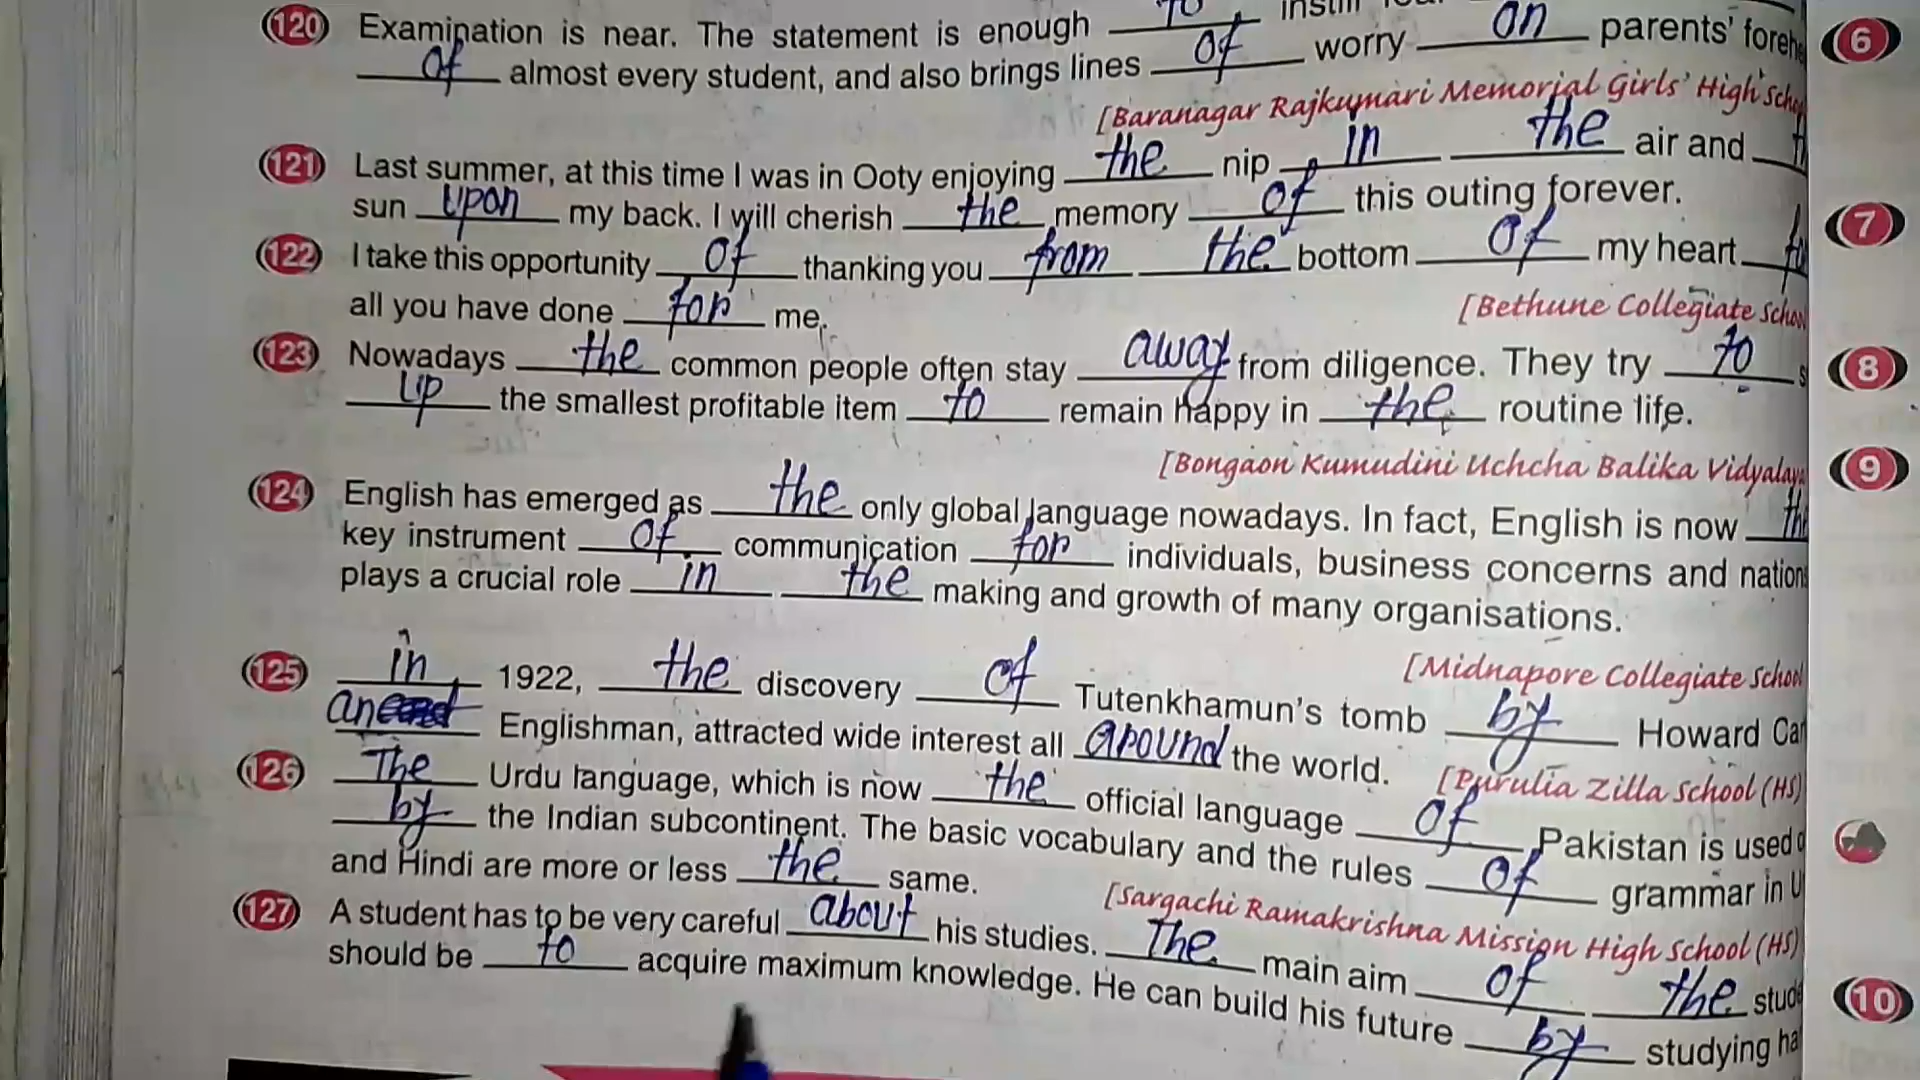 120 Examination is near. The statement is enough to instill
of almost every student, and also brings lines of worry on parents'
[Baranagar Rajkumari Memorial Girls' High
121 Last summer, at this time I was in Ooty enjoying the nip in the air and
sun upon my back. I will cherish the memory of this outing forever.
122 I take this opportunity of thanking you from the bottom of my heart
all you have done for me.
[Bethune Collegiate School
123 Nowadays the common people often stay away from diligence. They try to
up the smallest profitable item to remain happy in the routine life.
[Bongaon Kumudini Uchcha Balika Vidyalaya
124 English has emerged as the only global language nowadays. In fact, English is now
key instrument of communication for individuals, business concerns and nation
plays a crucial role in the making and growth of many organisations.
[Midnapore Collegiate School
125 in 1922, the discovery of Tutenkhamun's tomb by Howard Car
an Englishman, attracted wide interest all around the world.
[Purulia Zilla School (HS)
126 The Urdu language, which is now the official language of Pakistan is used
by the Indian subcontinent. The basic vocabulary and the rules of grammar in U
and Hindi are more or less the same.
[Sargachi Ramakrishna Mission High School (HS)
127 A student has to be very careful about his studies. The main aim of the stud
should be to acquire maximum knowledge. He can build his future by studying ha
6
7
8
9
10